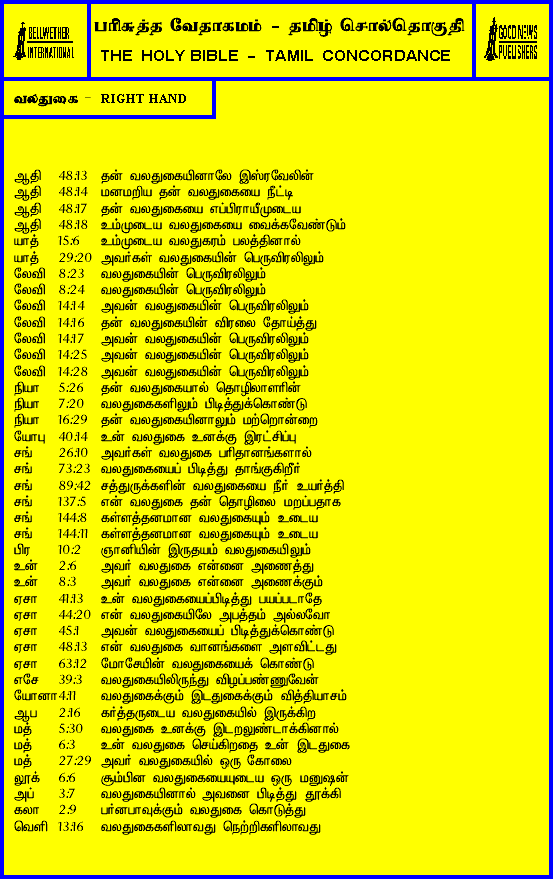 BELLWETHER INTERNATIONAL
பரிசுத்த வேதாகமம் - தமிழ் சொல்தொகுதி
THE HOLY BIBLE - TAMIL CONCORDANCE
GOOD NEWS PUBLISHERS
வலதுகை - RIGHT HAND
ஆதி 48:13 தன் வலதுகையினாலே இஸ்ரவேலின்
ஆதி 48:14 மனமறிய தன் வலதுகையை நீட்டி
ஆதி 48:17 தன் வலதுகையை எப்பிராயீமுடைய
ஆதி 48:18 உம்முடைய வலதுகையை வைக்கவேண்டும்
யாத் 15:6 உம்முடைய வலதுகரம் பலத்தினால்
யாத் 29:20 அவர்கள் வலதுகையின் பெருவிரலிலும்
லேவி 8:23 வலதுகையின் பெருவிரலிலும்
லேவி 8:24 வலதுகையின் பெருவிரலிலும்
லேவி 14:14 அவன் வலதுகையின் பெருவிரலிலும்
லேவி 14:16 தன் வலதுகையின் விரலை தோய்த்து
லேவி 14:17 அவன் வலதுகையின் பெருவிரலிலும்
லேவி 14:25 அவன் வலதுகையின் பெருவிரலிலும்
லேவி 14:28 அவன் வலதுகையின் பெருவிரலிலும்
நியா 5:26 தன் வலதுகையால் தொழிலாளரின்
நியா 7:20 வலதுகைகளிலும் பிடித்துக்கொண்டு
நியா 16:29 தன் வலதுகையினாலும் மற்றொன்றை
யோபு 40:14 உன் வலதுகை உனக்கு இரட்சிப்பு
சங் 26:10 அவர்கள் வலதுகை பரிதானங்களால்
சங் 73:23 வலதுகையைப் பிடித்து தாங்குகிறீர்
சங் 89:42 சத்துருக்களின் வலதுகையை நீர் உயர்த்தி
சங் 137:5 என் வலதுகை தன் தொழிலை மறப்பதாக
சங் 144:8 கள்ளத்தனமான வலதுகையும் உடைய
சங் 144:11 கள்ளத்தனமான வலதுகையும் உடைய
பிர 10:2 ஞானியின் இருதயம் வலதுகையிலும்
உன் 2:6 அவர் வலதுகை என்னை அணைத்து
உன் 8:3 அவர் வலதுகை என்னை அணைக்கும்
ஏசா 41:13 உன் வலதுகையைப்பிடித்து பயப்படாதே
ஏசா 44:20 என் வலதுகையிலே அபத்தம் அல்லவோ
ஏசா 45:1 அவன் வலதுகையைப் பிடித்துக்கொண்டு
ஏசா 48:13 என் வலதுகை வானங்களை அளவிட்டது
ஏசா 63:12 மோசேயின் வலதுகையைக் கொண்டு
எசே 39:3 வலதுகையிலிருந்து விழப்பண்ணுவேன்
யோனா 4:11 வலதுகைக்கும் இடதுகைக்கும் வித்தியாசம்
ஆப 2:16 கர்த்தருடைய வலதுகையில் இருக்கிற
மத் 5:30 வலதுகை உனக்கு இடறலுண்டாக்கினால்
மத் 6:3 உன் வலதுகை செய்கிறதை உன் இடதுகை
மத் 27:29 அவர் வலதுகையில் ஒரு கோலை
லூக் 6:6 சூம்பின வலதுகையையுடைய ஒரு மனுஷன்
அப் 3:7 வலதுகையினால் அவனை பிடித்து தூக்கி
கலா 2:9 பர்னபாவுக்கும் வலதுகை கொடுத்து
வெளி 13:16 வலதுகைகளிலாவது நெற்றிகளிலாவது